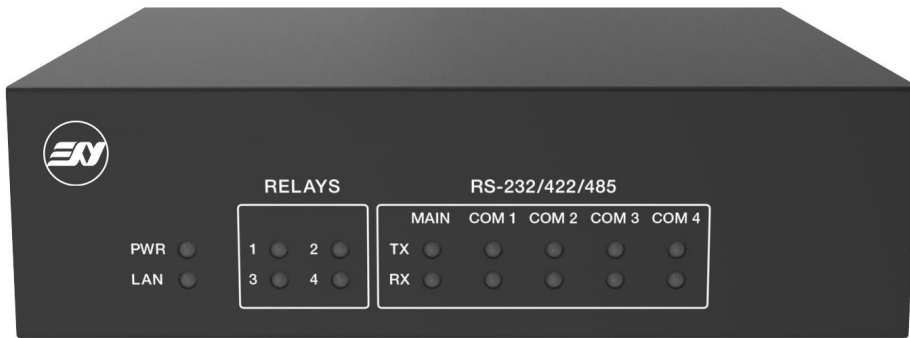 RELAYS
RS-232/422/485
MAIN COM 1 COM 2 COM 3 COM 4
PWR 1 2 TX
LAN 3 4 RX